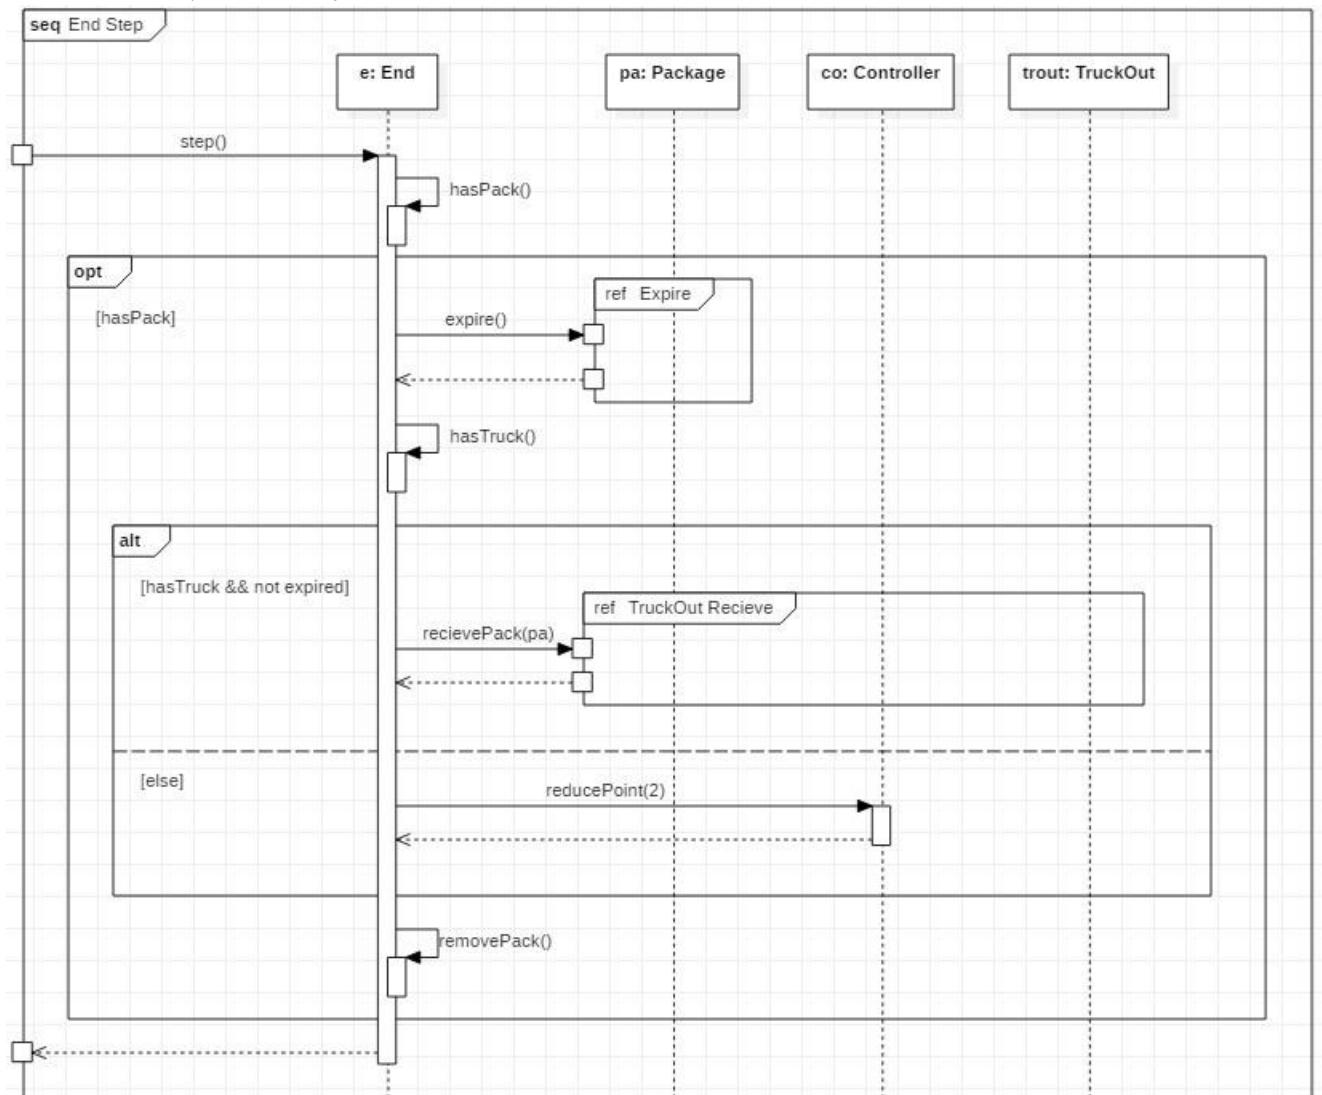 seq End Step
e: End
pa: Package
co: Controller
trout: TruckOut
step()
hasPack()
opt
[hasPack]
ref Expire
expire()
hasTruck()
alt
[hasTruck && not expired]
ref TruckOut Recieve
recievePack(pa)
[else]
reducePoint(2)
removePack()